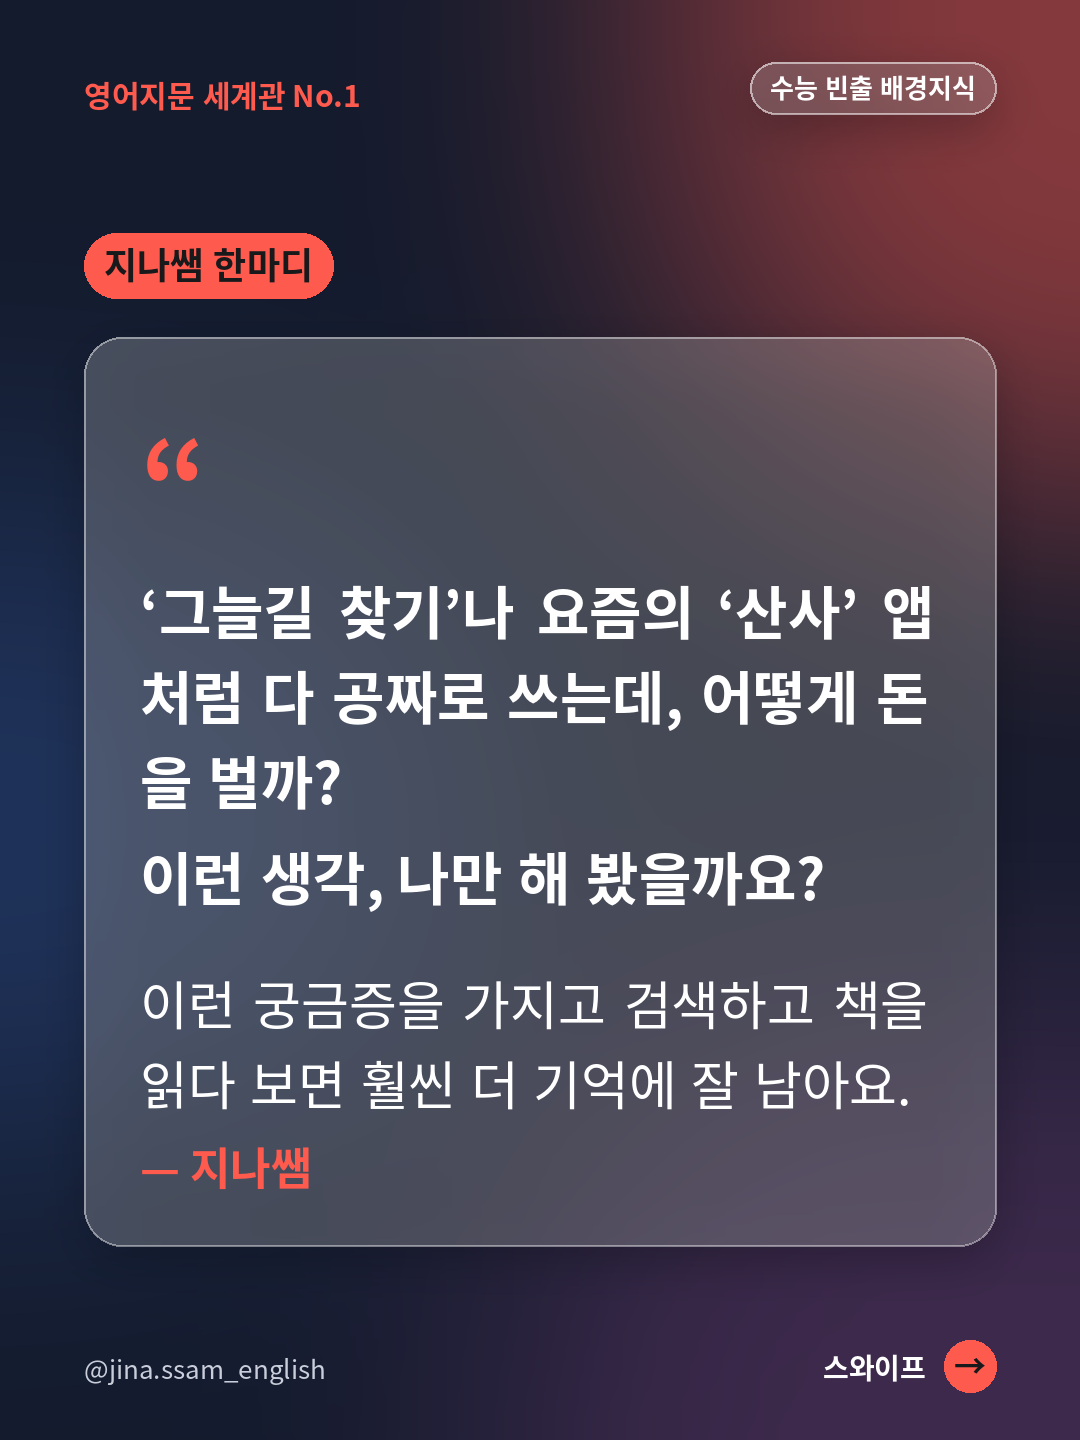 영어지문 세계관 No.1
수능 빈출 배경지식
지나쌤 한마디
“
‘그늘길 찾기’나 요즘의 ‘산사’ 앱
처럼 다 공짜로 쓰는데, 어떻게 돈
을 벌까?
이런 생각, 나만 해 봤을까요?
이런 궁금증을 가지고 검색하고 책을
읽다 보면 훨씬 더 기억에 잘 남아요.
— 지나쌤
@jina.ssam_english
스와이프 →